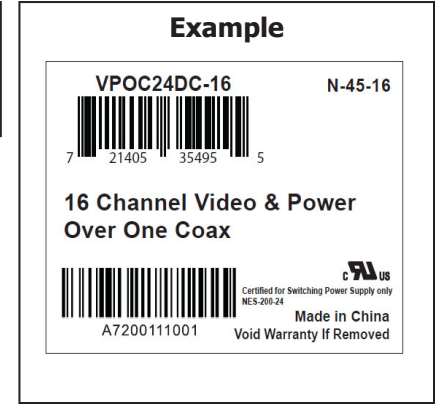 Example
VPOC24DC-16
N-45-16
7 21405 35495 5
16 Channel Video & Power
Over One Coax
c RU US
Certified for Switching Power Supply only
NES-200-24
A7200111001
Made in China
Void Warranty If Removed